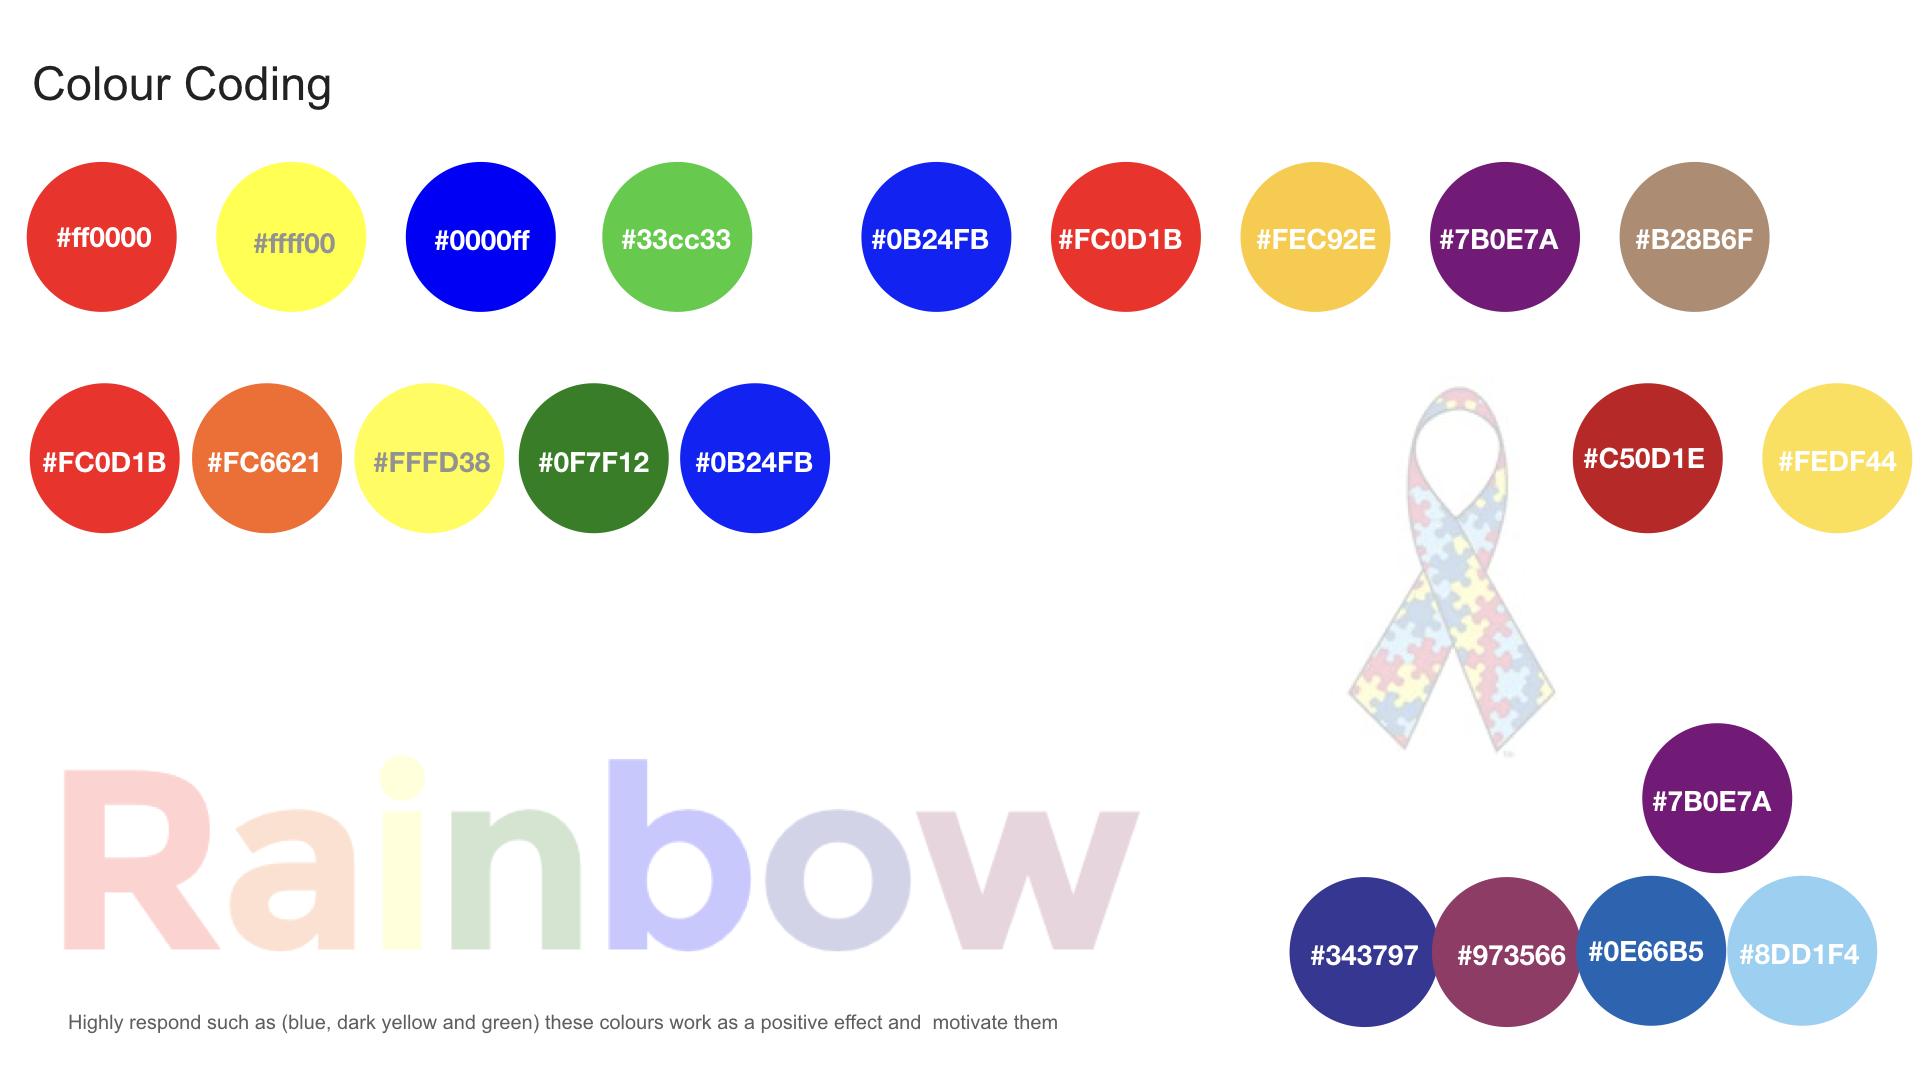 Colour Coding
#ff0000
#ffff00
#0000ff
#33cc33
#0B24FB
#FC0D1B
#FEC92E
#7B0E7A
#B28B6F
#FC0D1B
#FC6621
#FFFD38
#0F7F12
#0B24FB
#C50D1E
#FEDF44
Rainbow
#7B0E7A
#343797
#973566
#0E66B5
#8DD1F4
Highly respond such as (blue, dark yellow and green) these colours work as a positive effect and  motivate them